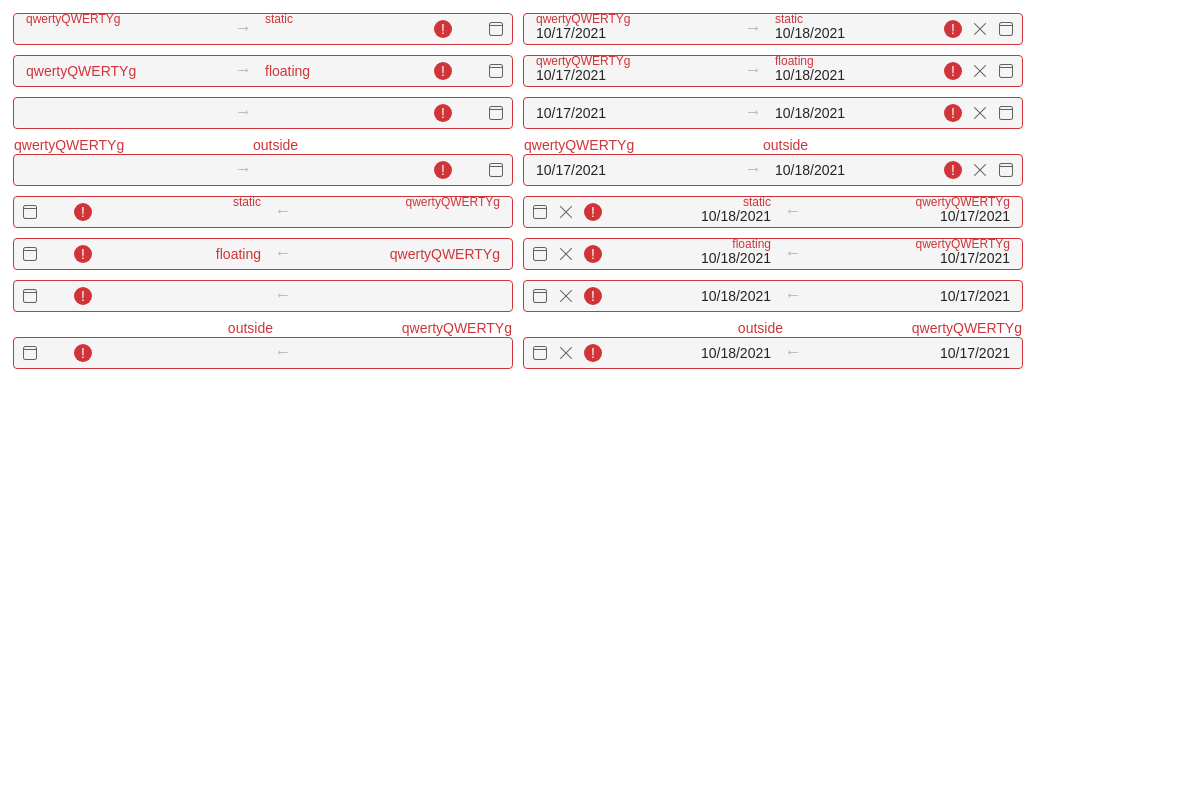 qwertyQWERTYg → static !
qwertyQWERTYg static
10/17/2021 → 10/18/2021 !
qwertyQWERTYg → floating !
qwertyQWERTYg floating
10/17/2021 → 10/18/2021 !
→ !
10/17/2021 → 10/18/2021 !
qwertyQWERTYg outside
→ !
qwertyQWERTYg outside
10/17/2021 → 10/18/2021 !
! static ← qwertyQWERTYg
static qwertyQWERTYg
! 10/18/2021 ← 10/17/2021
! floating ← qwertyQWERTYg
floating qwertyQWERTYg
! 10/18/2021 ← 10/17/2021
! ←
! 10/18/2021 ← 10/17/2021
outside qwertyQWERTYg
! ←
outside qwertyQWERTYg
! 10/18/2021 ← 10/17/2021